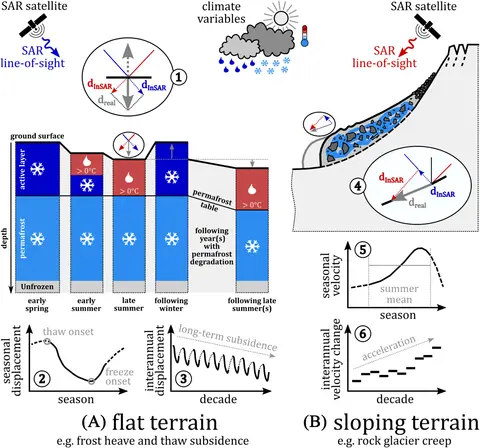 SAR satellite
SAR
line-of-sight
climate
variables
SAR satellite
SAR
line-of-sight
dInSAR
dInSAR
dreal
1
ground surface
active layer
permafrost
depth
> 0°C
> 0°C
> 0°C
permafrost
table
following
year(s)
with
permafrost
degradation
Unfrozen
early
spring
early
summer
late
summer
following
winter
following late
summer(s)
4
dInSAR
dInSAR
dreal
seasonal
displacement
thaw onset
freeze
onset
2
season
interannual
displacement
long-term subsidence
3
decade
seasonal
velocity
5
summer
mean
season
interannual
velocity change
6
acceleration
decade
(A) flat terrain
e.g. frost heave and thaw subsidence
(B) sloping terrain
e.g. rock glacier creep